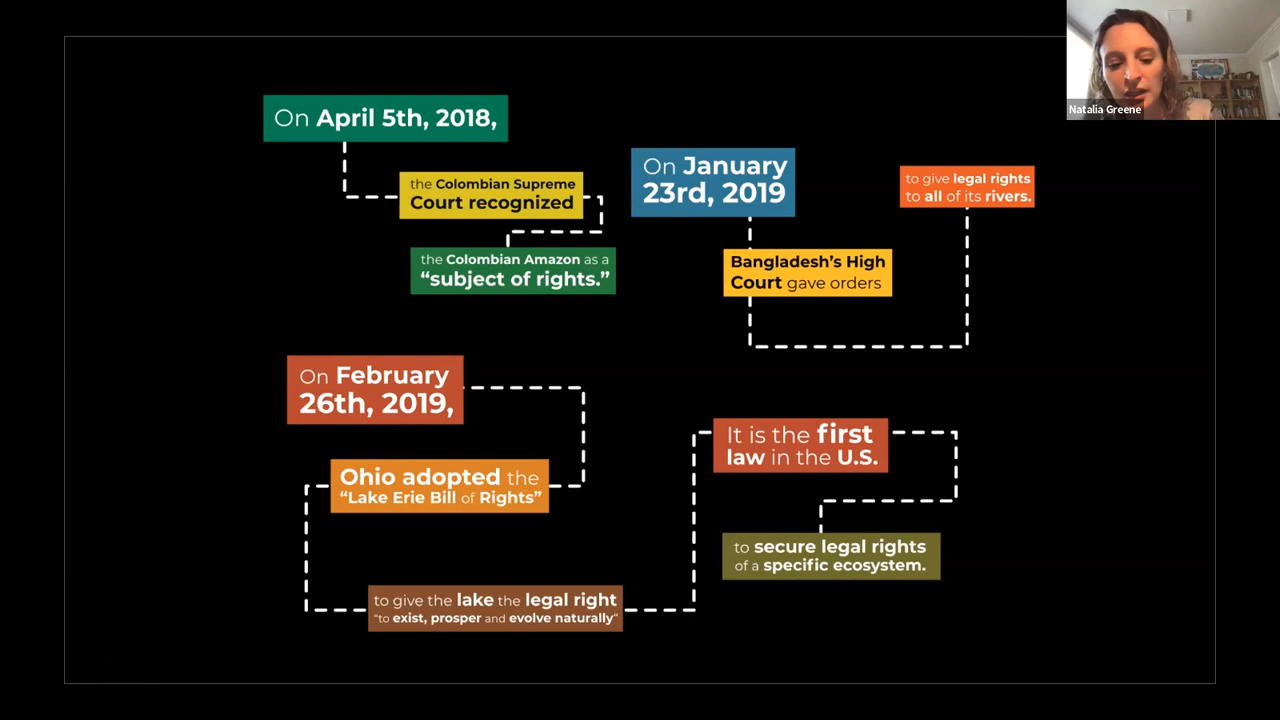 Natalia Greene
On April 5th, 2018,
the Colombian Supreme
Court recognized
the Colombian Amazon as a
“subject of rights.”
On January
23rd, 2019
Bangladesh’s High
Court gave orders
to give legal rights
to all of its rivers.
On February
26th, 2019,
Ohio adopted the
“Lake Erie Bill of Rights”
to give the lake the legal right
“to exist, prosper and evolve naturally“
It is the first
law in the U.S.
to secure legal rights
of a specific ecosystem.